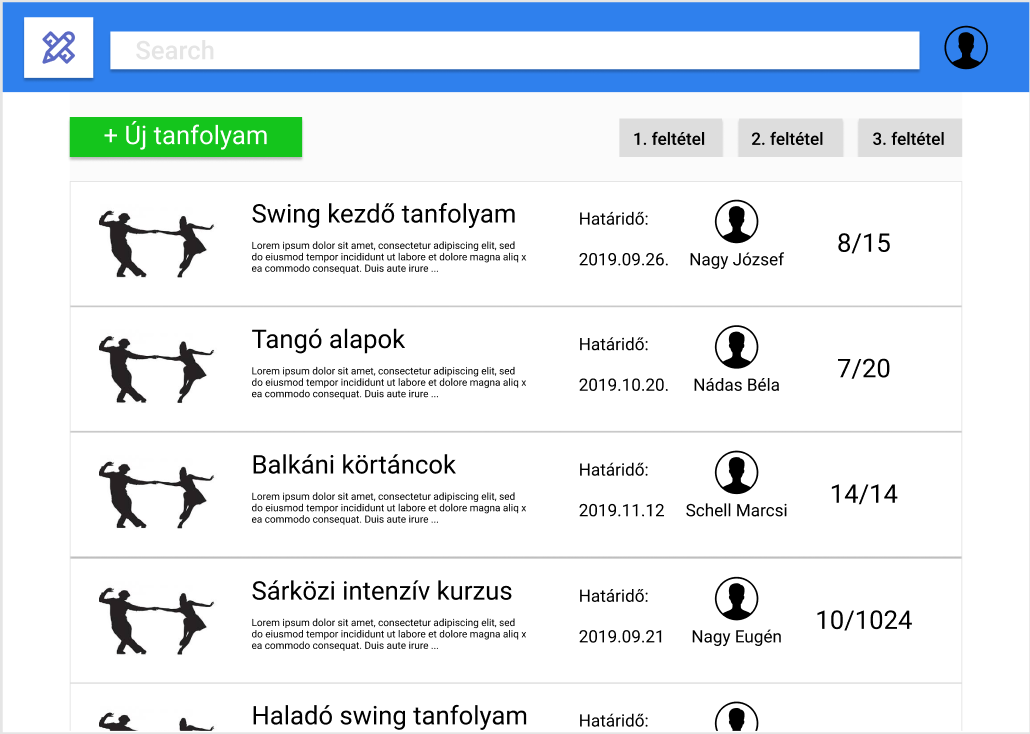 Search
+ Új tanfolyam
1. feltétel
2. feltétel
3. feltétel
Swing kezdő tanfolyam
Lorem ipsum dolor sit amet, consectetur adipiscing elit, sed
do eiusmod tempor incididunt ut labore et dolore magna aliq x
ea commodo consequat. Duis aute irure ...
Határidő:
2019.09.26.
Nagy József
8/15
Tangó alapok
Lorem ipsum dolor sit amet, consectetur adipiscing elit, sed
do eiusmod tempor incididunt ut labore et dolore magna aliq x
ea commodo consequat. Duis aute irure ...
Határidő:
2019.10.20.
Nádas Béla
7/20
Balkáni körtáncok
Lorem ipsum dolor sit amet, consectetur adipiscing elit, sed
do eiusmod tempor incididunt ut labore et dolore magna aliq x
ea commodo consequat. Duis aute irure ...
Határidő:
2019.11.12
Schell Marcsi
14/14
Sárközi intenzív kurzus
Lorem ipsum dolor sit amet, consectetur adipiscing elit, sed
do eiusmod tempor incididunt ut labore et dolore magna aliq x
ea commodo consequat. Duis aute irure ...
Határidő:
2019.09.21
Nagy Eugén
10/1024
Haladó swing tanfolyam
Határidő: